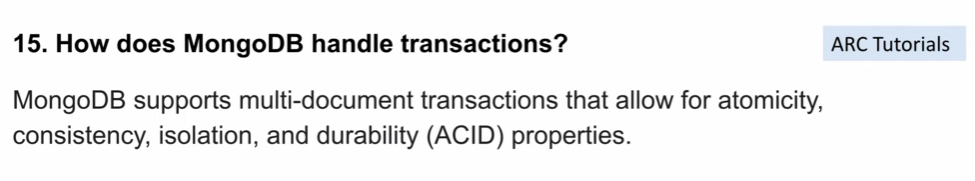 15. How does MongoDB handle transactions?
ARC Tutorials
MongoDB supports multi-document transactions that allow for atomicity,
consistency, isolation, and durability (ACID) properties.